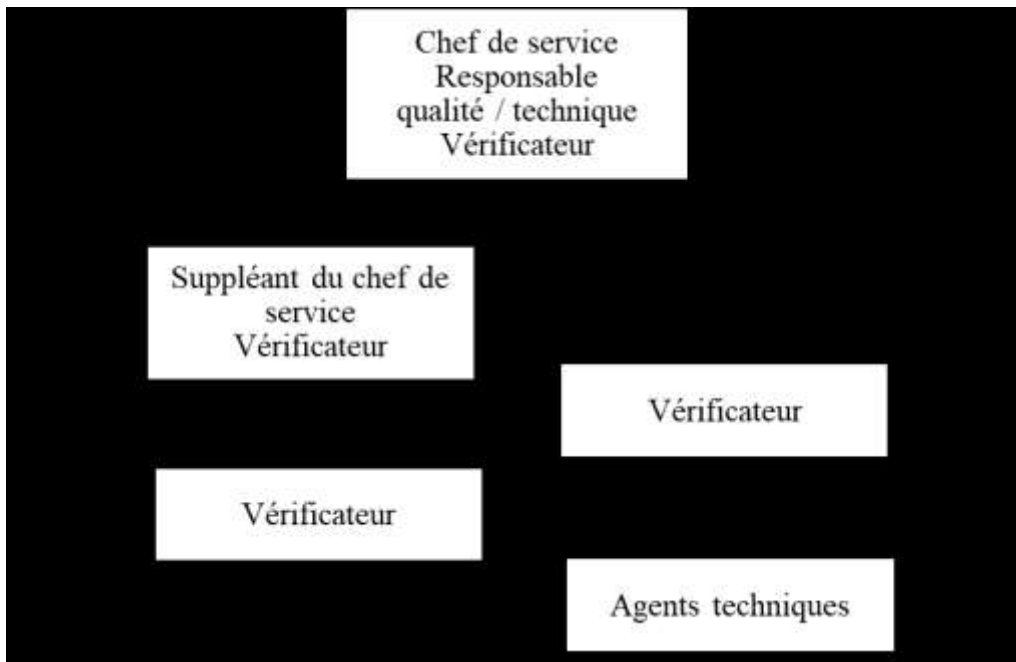 Chef de service
Responsable
qualité / technique
Vérificateur
Suppléant du chef de
service
Vérificateur
Vérificateur
Vérificateur
Agents techniques